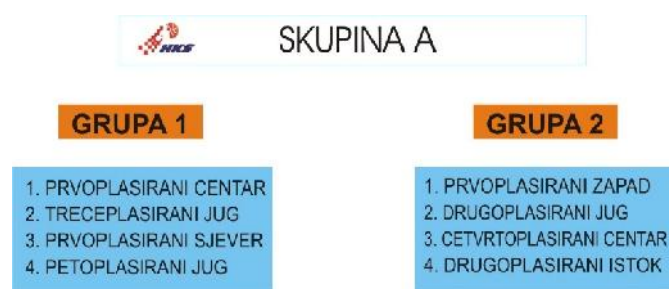 HKS
SKUPINA A
GRUPA 1
1. PRVOPLASIRANI CENTAR
2. TRECEPLASIRANI JUG
3. PRVOPLASIRANI SJEVER
4. PETOPLASIRANI JUG
GRUPA 2
1. PRVOPLASIRANI ZAPAD
2. DRUGOPLASIRANI JUG
3. CETVRTOPLASIRANI CENTAR
4. DRUGOPLASIRANI ISTOK